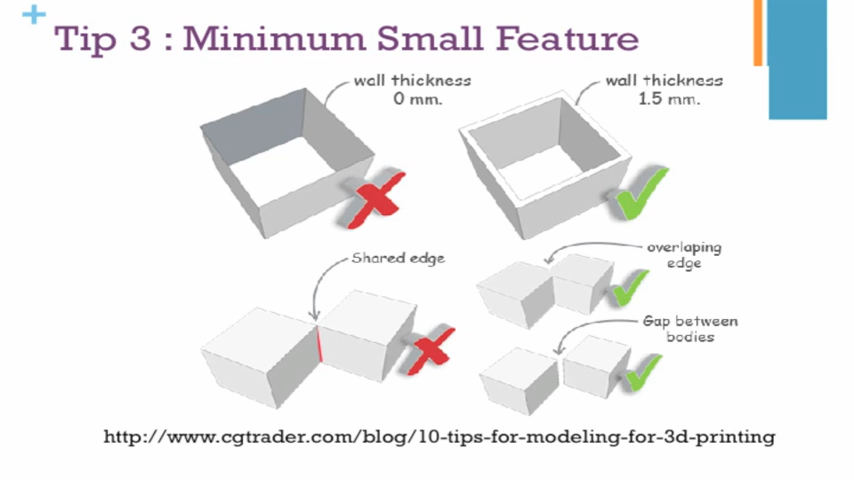 Tip 3 : Minimum Small Feature
wall thickness
0 mm.
wall thickness
1.5 mm.
Shared edge
overlaping
edge
Gap between
bodies
http://www.cgtrader.com/blog/10-tips-for-modeling-for-3d-printing